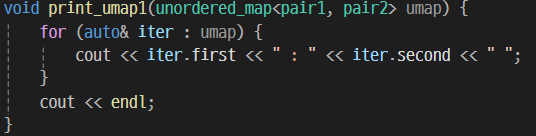 void print_umap1(unordered_map<pair1, pair2> umap) {
    for (auto& iter : umap) {
        cout << iter.first << " : " << iter.second << " ";
    }
    cout << endl;
}